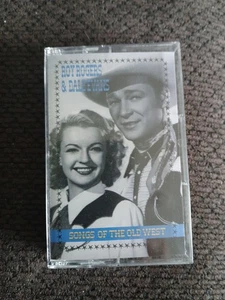 ROY ROGERS
& DALE EVANS
SONGS OF THE OLD WEST